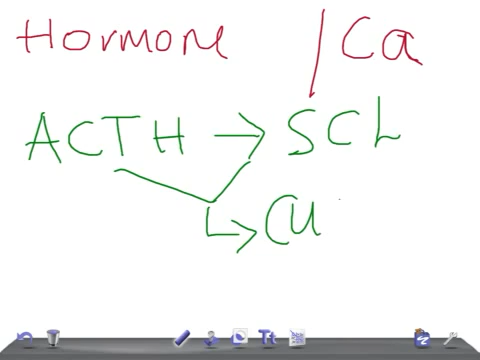 Hormone / Ca
ACTH → SCL
↳ CU